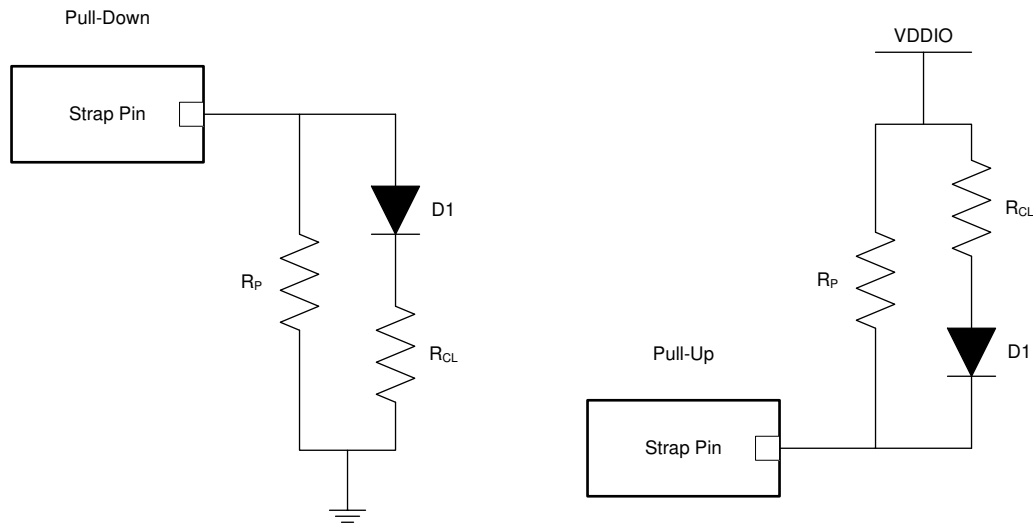 Pull-Down
Strap Pin
D1
RP
RCL
VDDIO
RCL
RP
D1
Pull-Up
Strap Pin